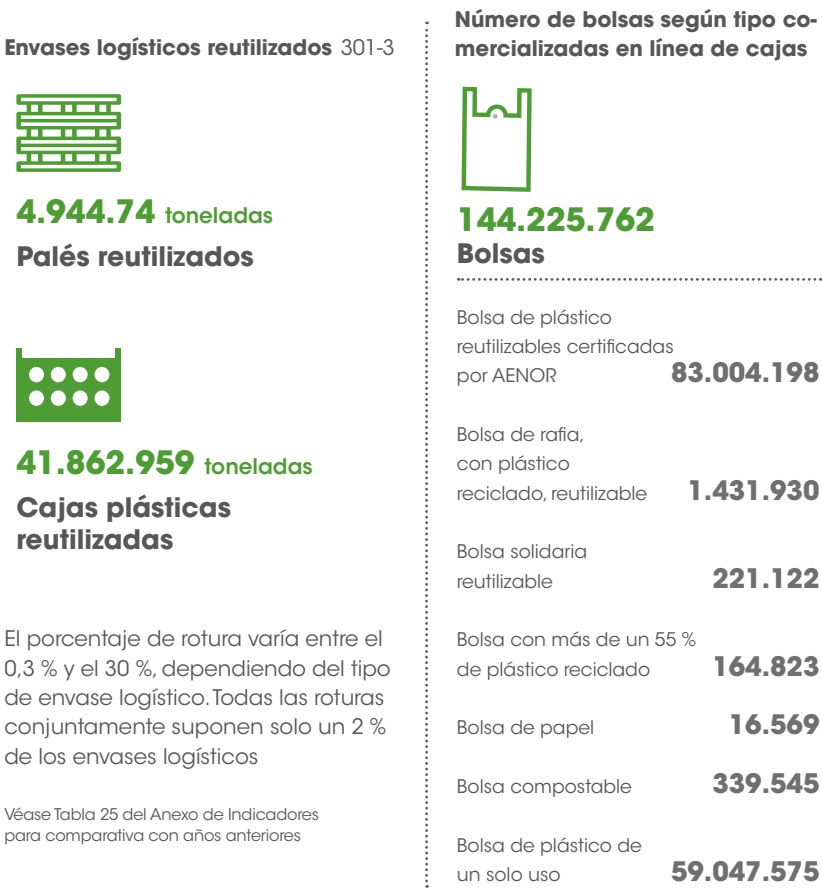 Envases logísticos reutilizados 301-3
4.944.74 toneladas
Palés reutilizados
41.862.959 toneladas
Cajas plásticas
reutilizadas
El porcentaje de rotura varía entre el
0,3 % y el 30 %, dependiendo del tipo
de envase logístico. Todas las roturas
conjuntamente suponen solo un 2 %
de los envases logísticos
Véase Tabla 25 del Anexo de Indicadores
para comparativa con años anteriores
Número de bolsas según tipo co-
mercializadas en línea de cajas
144.225.762
Bolsas
Bolsa de plástico
reutilizables certificadas
por AENOR 83.004.198
Bolsa de rafia,
con plástico
reciclado, reutilizable 1.431.930
Bolsa solidaria
reutilizable 221.122
Bolsa con más de un 55 %
de plástico reciclado 164.823
Bolsa de papel 16.569
Bolsa compostable 339.545
Bolsa de plástico de
un solo uso 59.047.575